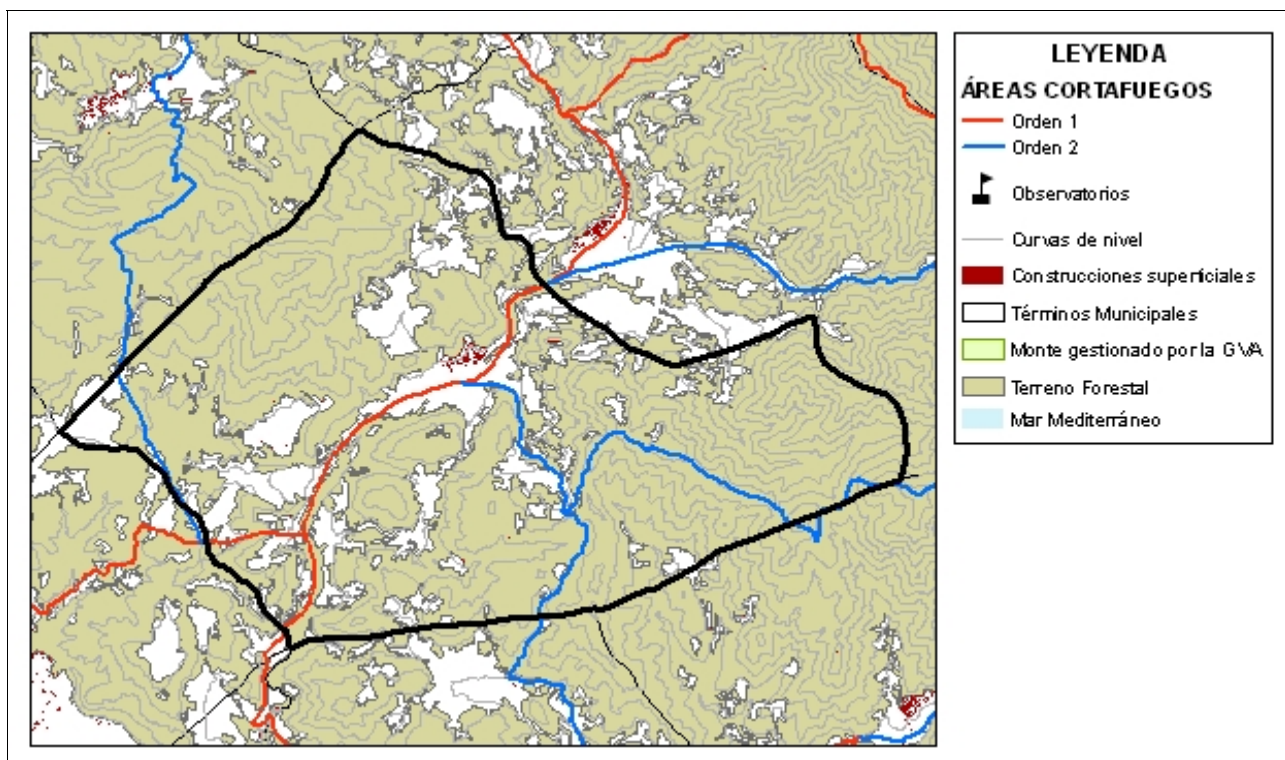 LEYENDA
ÁREAS CORTAFUEGOS
Orden 1
Orden 2
Observatorios
Curvas de nivel
Construcciones superficiales
Términos Municipales
Monte gestionado por la GVA
Terreno Forestal
Mar Mediterráneo